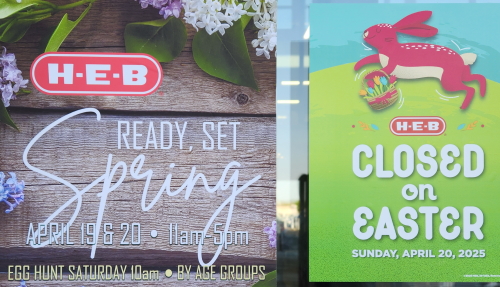 H-E-B
READY, SET
Spring
APRIL 19 & 20 • 11am-5pm
EGG HUNT SATURDAY 10am • BY AGE GROUPS
H-E-B
CLOSED
on
EASTER
SUNDAY, APRIL 20, 2025